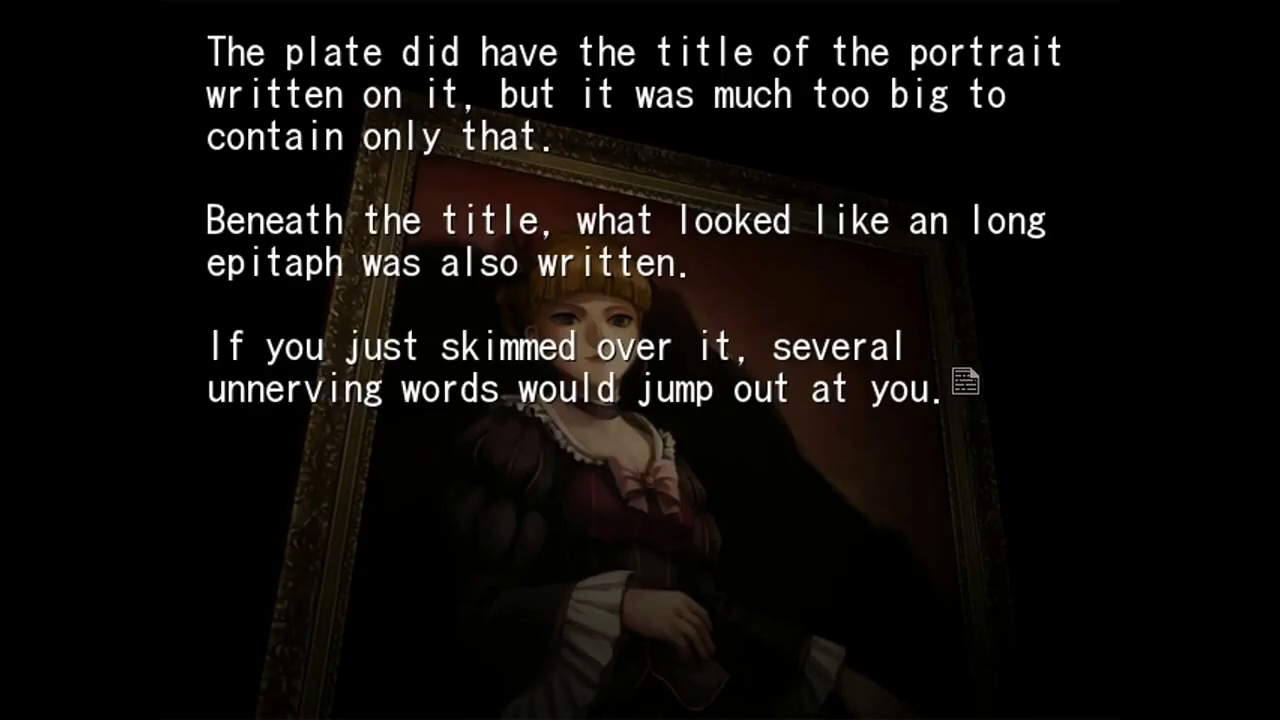 The plate did have the title of the portrait
written on it, but it was much too big to
contain only that.
Beneath the title, what looked like an long
epitaph was also written.
If you just skimmed over it, several
unnerving words would jump out at you.